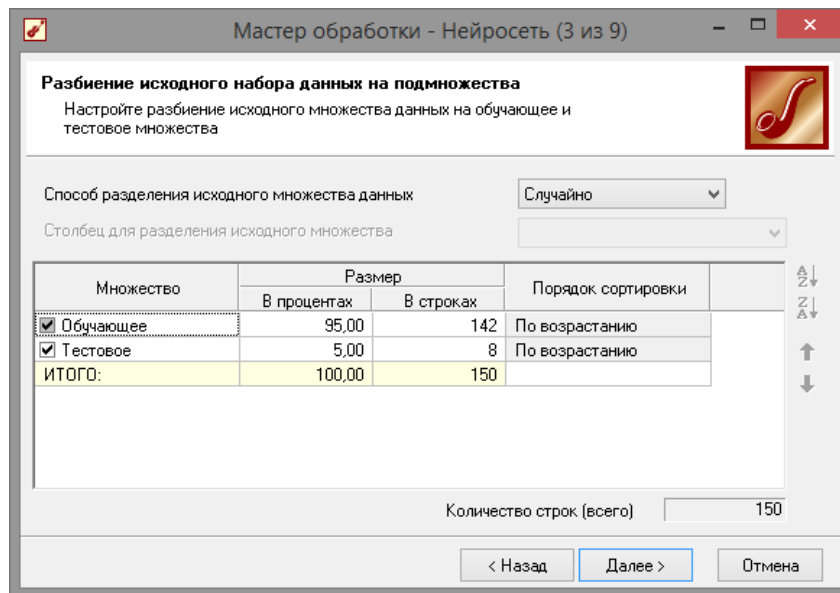 Мастер обработки - Нейросеть (3 из 9)
Разбиение исходного набора данных на подмножества
Настройте разбиение исходного множества данных на обучающее и
тестовое множества
Способ разделения исходного множества данных Случайно
Столбец для разделения исходного множества
Множество Размер Порядок сортировки
В процентах В строках
Обучающее 95,00 142 По возрастанию
Тестовое 5,00 8 По возрастанию
ИТОГО: 100,00 150
Количество строк (всего) 150
< Назад Далее > Отмена